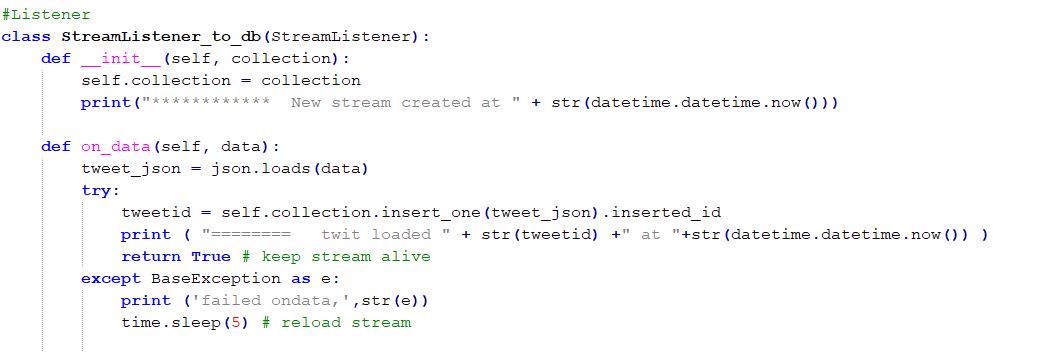 #Listener
class StreamListener_to_db(StreamListener):
    def __init__(self, collection):
        self.collection = collection
        print("************  New stream created at " + str(datetime.datetime.now()))

    def on_data(self, data):
        tweet_json = json.loads(data)
        try:
            tweetid = self.collection.insert_one(tweet_json).inserted_id
            print ( "========   twit loaded " + str(tweetid) +" at "+str(datetime.datetime.now()) )
            return True # keep stream alive
        except BaseException as e:
            print ('failed ondata,',str(e))
            time.sleep(5) # reload stream